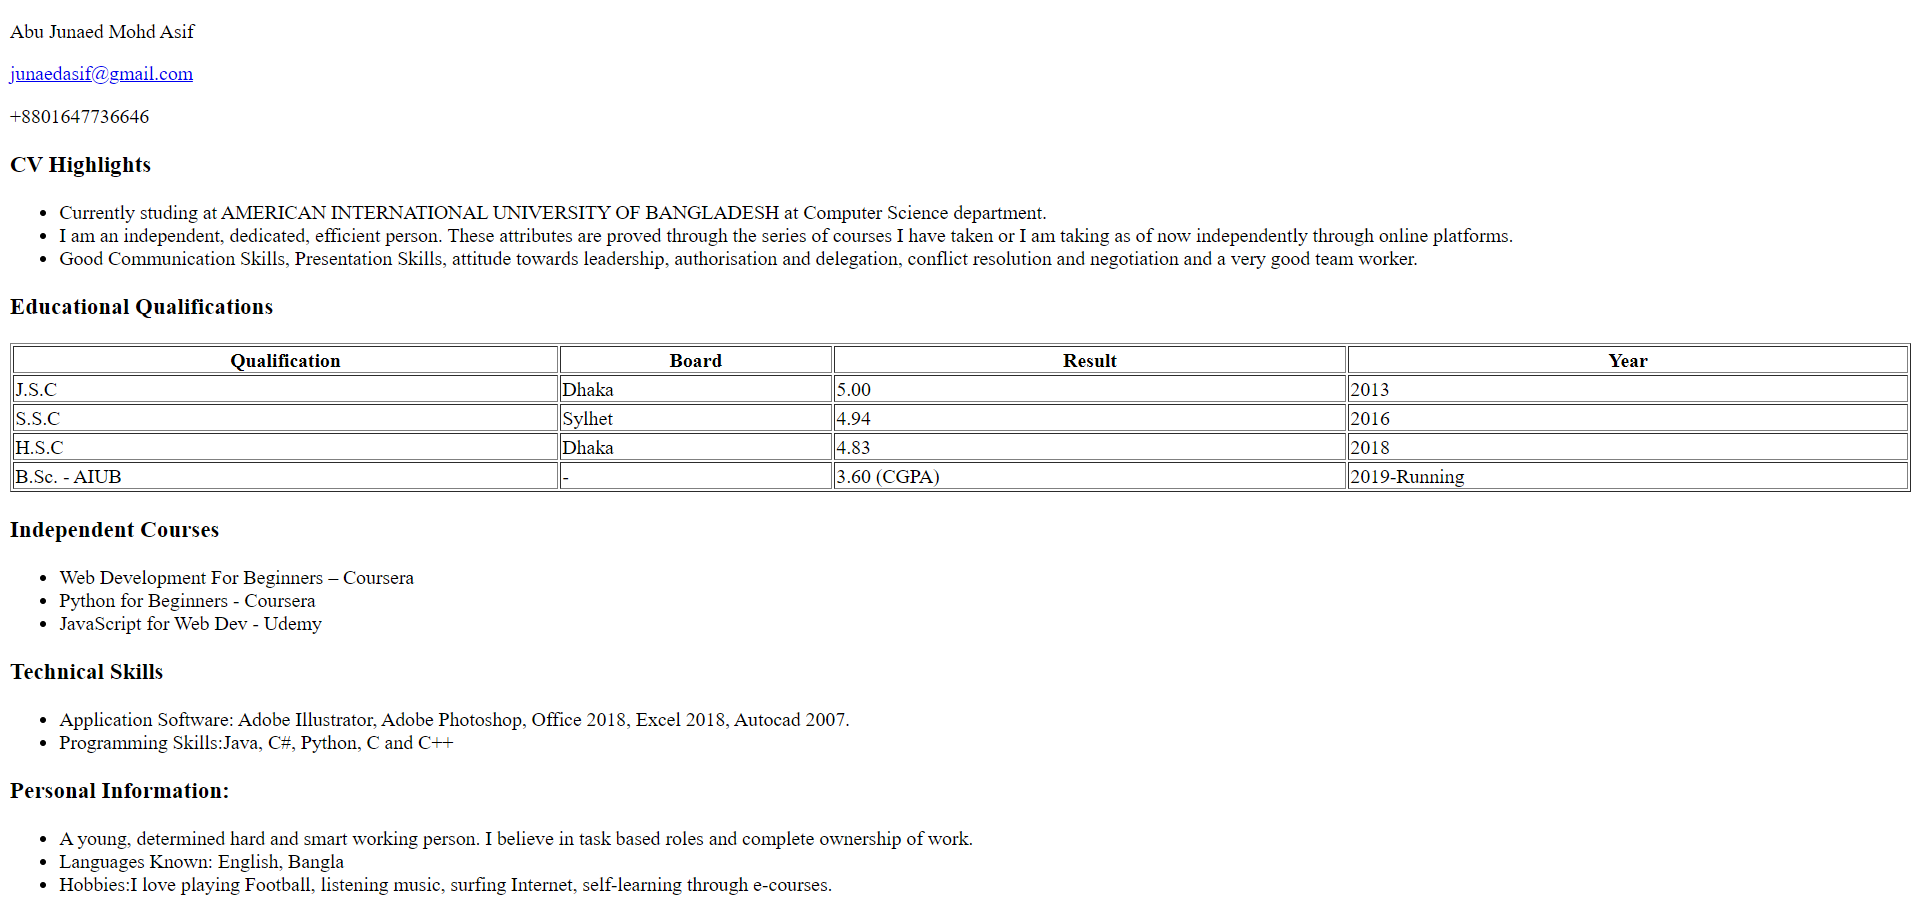 Abu Junaed Mohd Asif
junaedasif@gmail.com
+8801647736646
CV Highlights
• Currently studing at AMERICAN INTERNATIONAL UNIVERSITY OF BANGLADESH at Computer Science department.
• I am an independent, dedicated, efficient person. These attributes are proved through the series of courses I have taken or I am taking as of now independently through online platforms.
• Good Communication Skills, Presentation Skills, attitude towards leadership, authorisation and delegation, conflict resolution and negotiation and a very good team worker.
Educational Qualifications
Qualification Board Result Year
J.S.C Dhaka 5.00 2013
S.S.C Sylhet 4.94 2016
H.S.C Dhaka 4.83 2018
B.Sc. - AIUB - 3.60 (CGPA) 2019-Running
Independent Courses
• Web Development For Beginners – Coursera
• Python for Beginners - Coursera
• JavaScript for Web Dev - Udemy
Technical Skills
• Application Software: Adobe Illustrator, Adobe Photoshop, Office 2018, Excel 2018, Autocad 2007.
• Programming Skills:Java, C#, Python, C and C++
Personal Information:
• A young, determined hard and smart working person. I believe in task based roles and complete ownership of work.
• Languages Known: English, Bangla
• Hobbies:I love playing Football, listening music, surfing Internet, self-learning through e-courses.